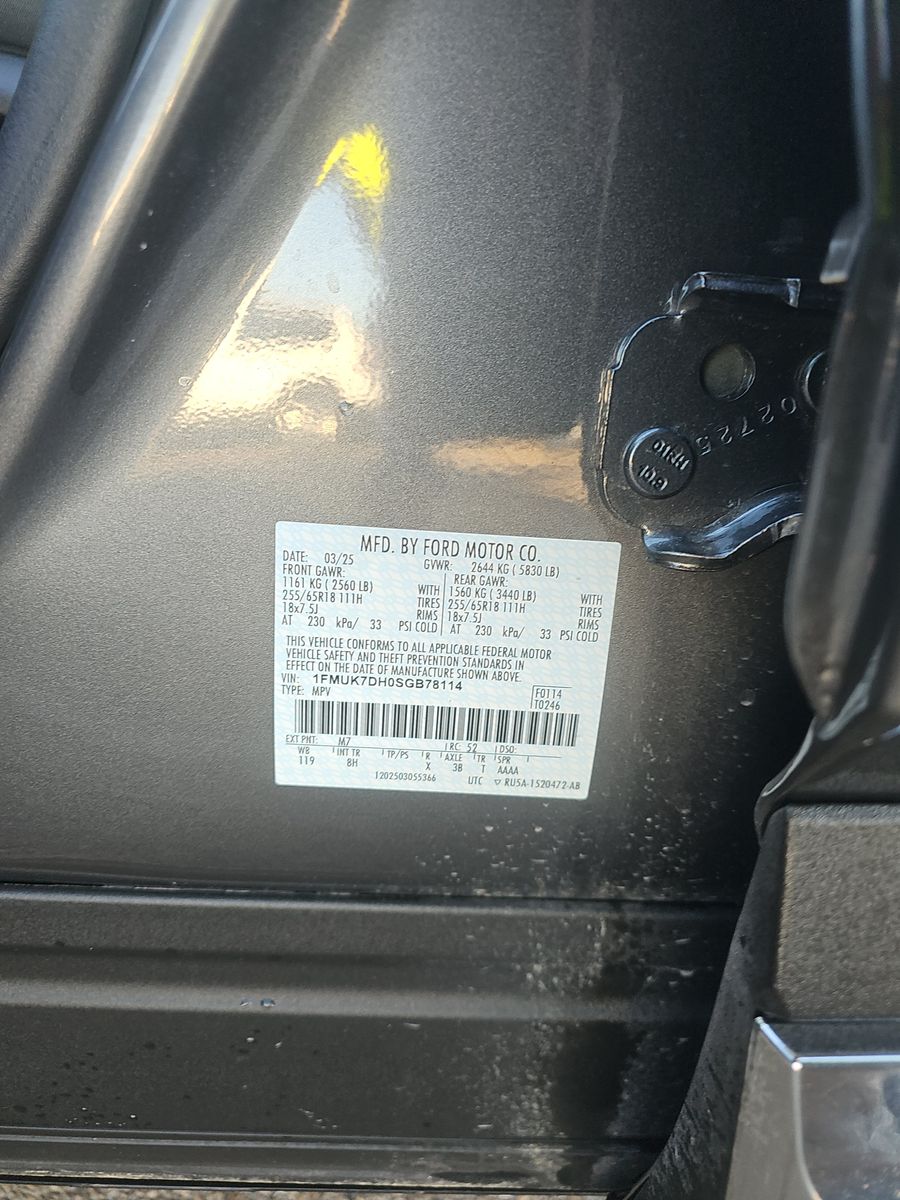 02725
GQL
MFD. BY FORD MOTOR CO.
DATE: 03/25 GVWR: 2644 KG ( 5830 LB)
FRONT GAWR: REAR GAWR:
1161 KG ( 2560 LB) WITH 1560 KG ( 3440 LB) WITH
255/65R18 111H TIRES 255/65R18 111H TIRES
18x7.5J RIMS 18x7.5J RIMS
AT 230 kPa/ 33 PSI COLD AT 230 kPa/ 33 PSI COLD
THIS VEHICLE CONFORMS TO ALL APPLICABLE FEDERAL MOTOR
VEHICLE SAFETY AND THEFT PREVENTION STANDARDS IN
EFFECT ON THE DATE OF MANUFACTURE SHOWN ABOVE.
VIN: 1FMUK7DH0SGB78114
TYPE: MPV
F0114
T0246
EXT PNT: M7 RC: 52 DSO:
WB INT TR TP/PS R AXLE TR SPR
119 8H X 3B T AAAA
1202503055366 UTC ▽ RU5A-1520472-AB